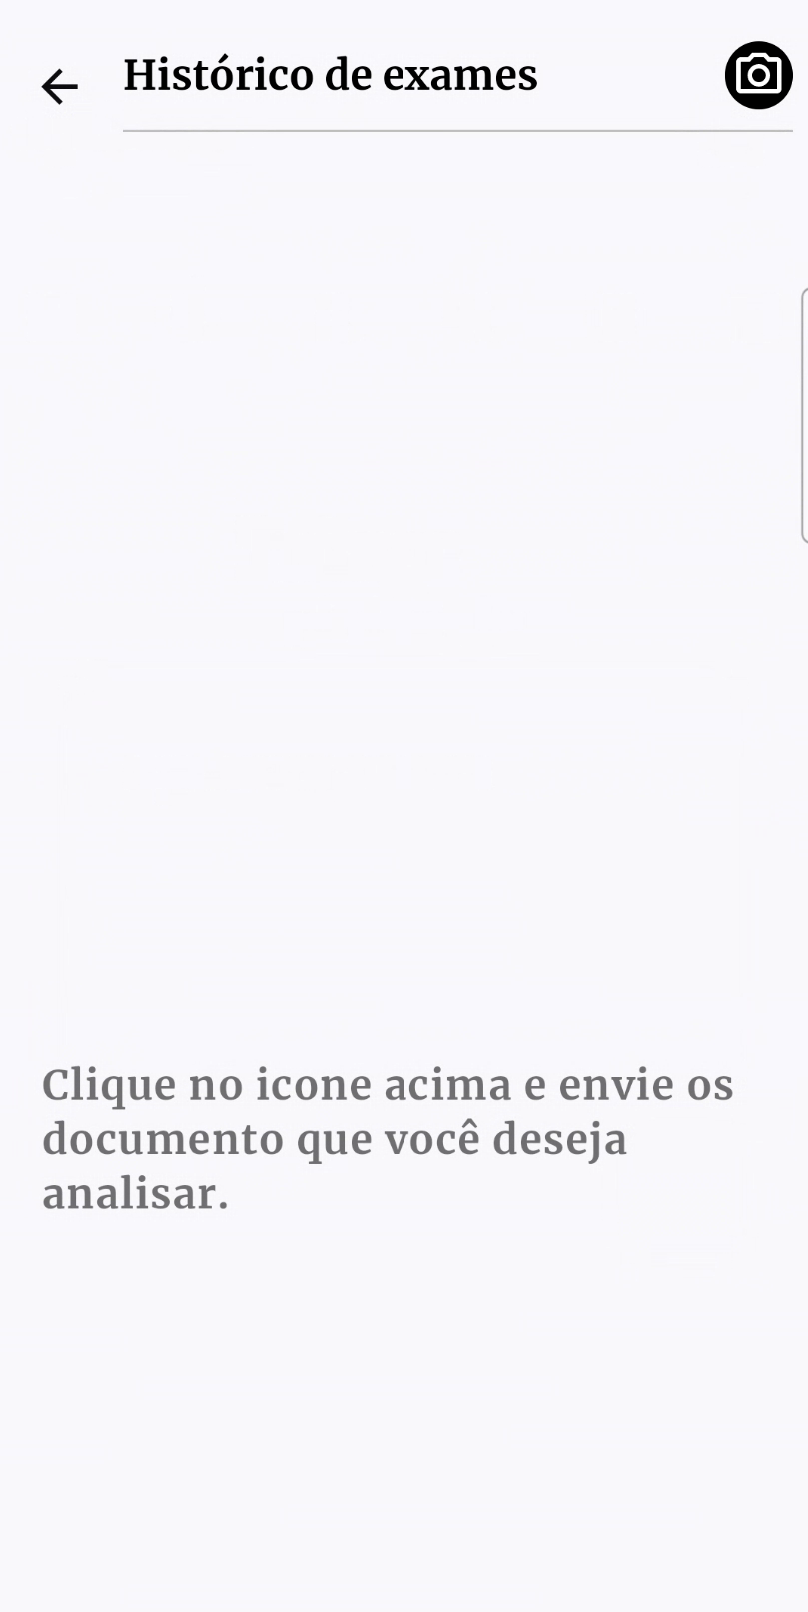 Histórico de exames
Clique no icone acima e envie os
documento que você deseja
analisar.